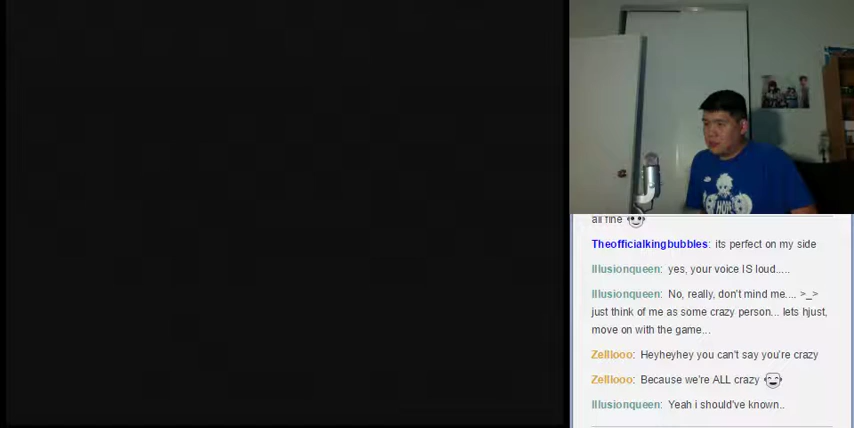 all fine
Theofficialkingbubbles: its perfect on my side
Illusionqueen: yes, your voice IS loud.....
Illusionqueen: No, really, don't mind me.... >_>
just think of me as some crazy person... lets hjust,
move on with the game...
Zellooo: Heyheyhey you can't say you're crazy
Zellooo: Because we're ALL crazy
Illusionqueen: Yeah i should've known..